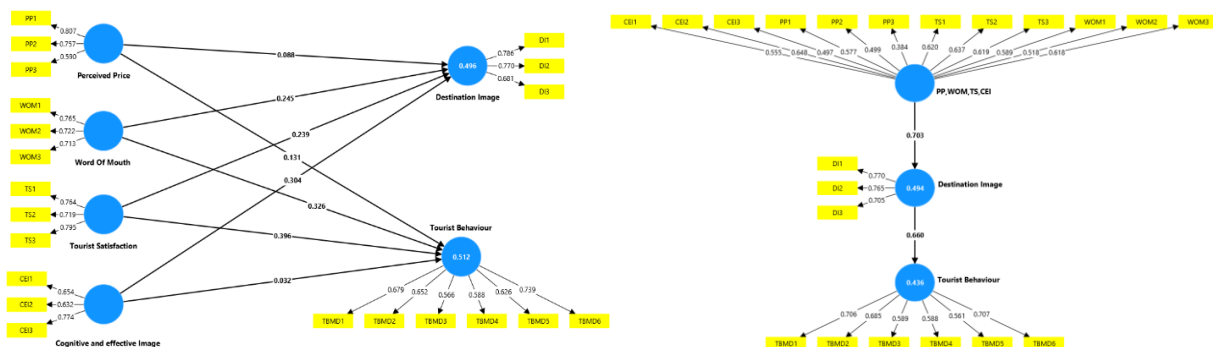 PP1
0.807
PP2
0.757
PP3
0.590
Perceived Price
WOM1
0.765
WOM2
0.722
WOM3
0.713
Word Of Mouth
TS1
0.764
TS2
0.719
TS3
0.795
Tourist Satisfaction
CEI1
0.654
CEI2
0.632
CEI3
0.774
Cognitive and effective Image
0.088
0.245
0.239
0.131
0.304
0.326
0.396
0.032
0.496
Destination Image
0.786
DI1
0.770
DI2
0.681
DI3
Tourist Behaviour
0.512
0.679
0.652
0.566
0.588
0.626
0.739
TBMD1
TBMD2
TBMD3
TBMD4
TBMD5
TBMD6
CEI1
CEI2
CEI3
PP1
PP2
PP3
TS1
TS2
TS3
WOM1
WOM2
WOM3
0.555
0.648
0.497
0.577
0.499
0.384
0.620
0.637
0.619
0.589
0.518
0.618
PP,WOM,TS,CEI
0.703
DI1
0.770
DI2
0.765
DI3
0.705
0.494
Destination Image
0.660
0.436
Tourist Behaviour
0.706
0.685
0.589
0.588
0.561
0.707
TBMD1
TBMD2
TBMD3
TBMD4
TBMD5
TBMD6